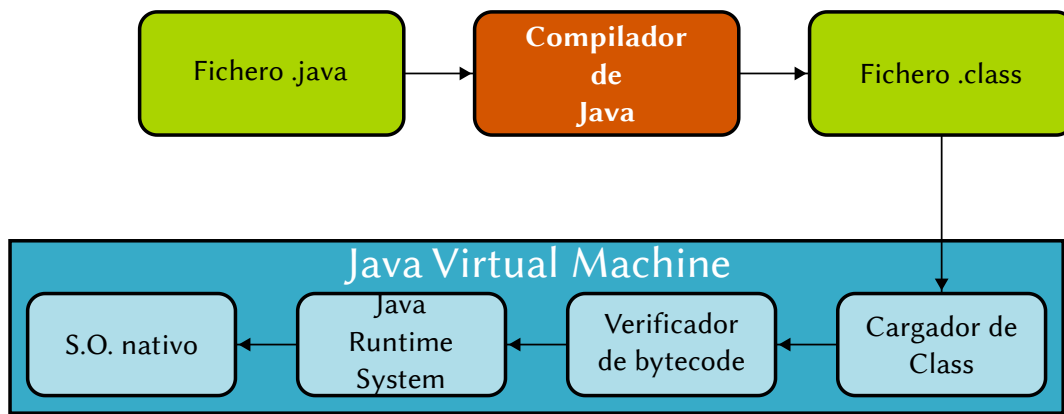 Fichero .java
Compilador
de
Java
Fichero .class
Java Virtual Machine
S.O. nativo
Java
Runtime
System
Verificador
de bytecode
Cargador de
Class